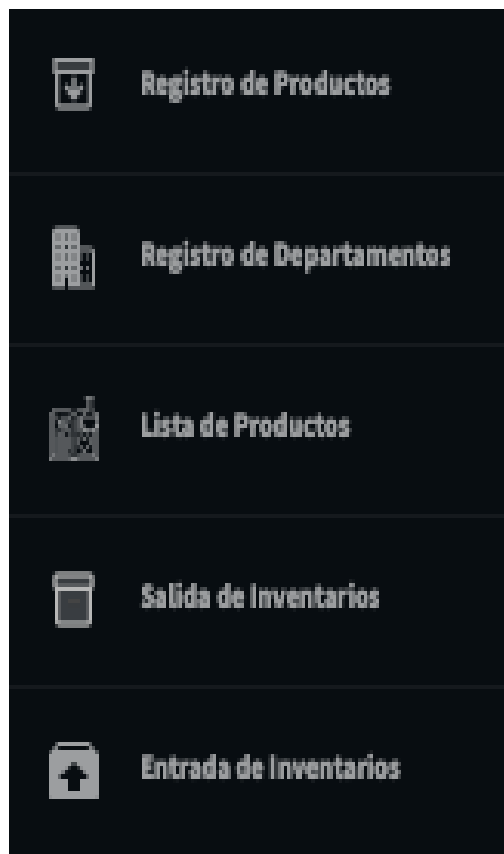 Registro de Productos
Registro de Departamentos
Lista de Productos
Salida de Inventarios
Entrada de Inventarios